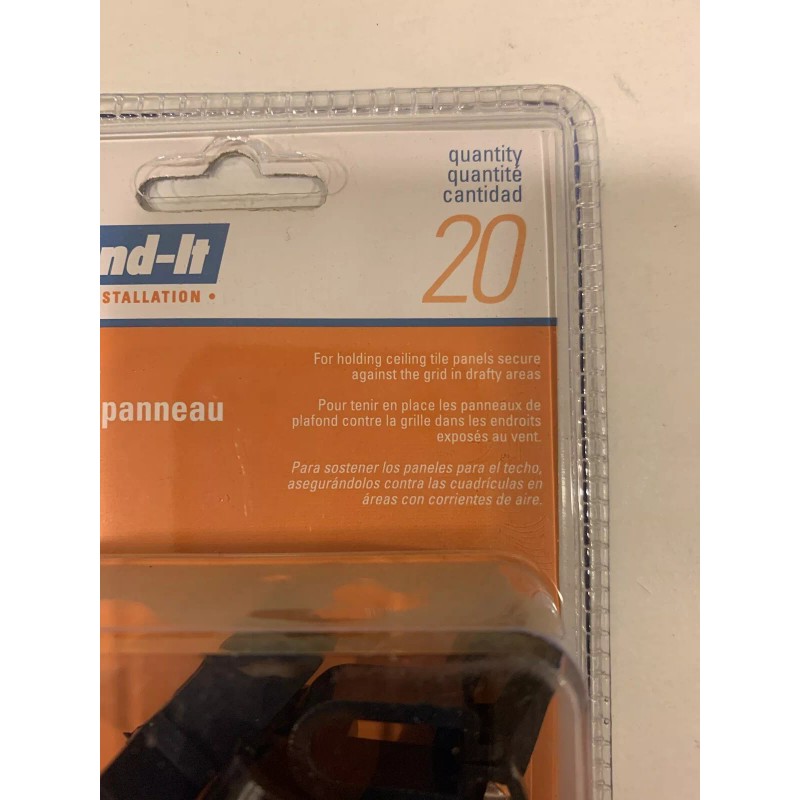 quantity
quantité
cantidad
20
nd-It
STALLATION •
For holding ceiling tile panels secure
against the grid in drafty areas
panneau
Pour tenir en place les panneaux de
plafond contre la grille dans les endroits
exposés au vent.
Para sostener los paneles para el techo,
asegurándolos contra las cuadrículas en
áreas con corrientes de aire.